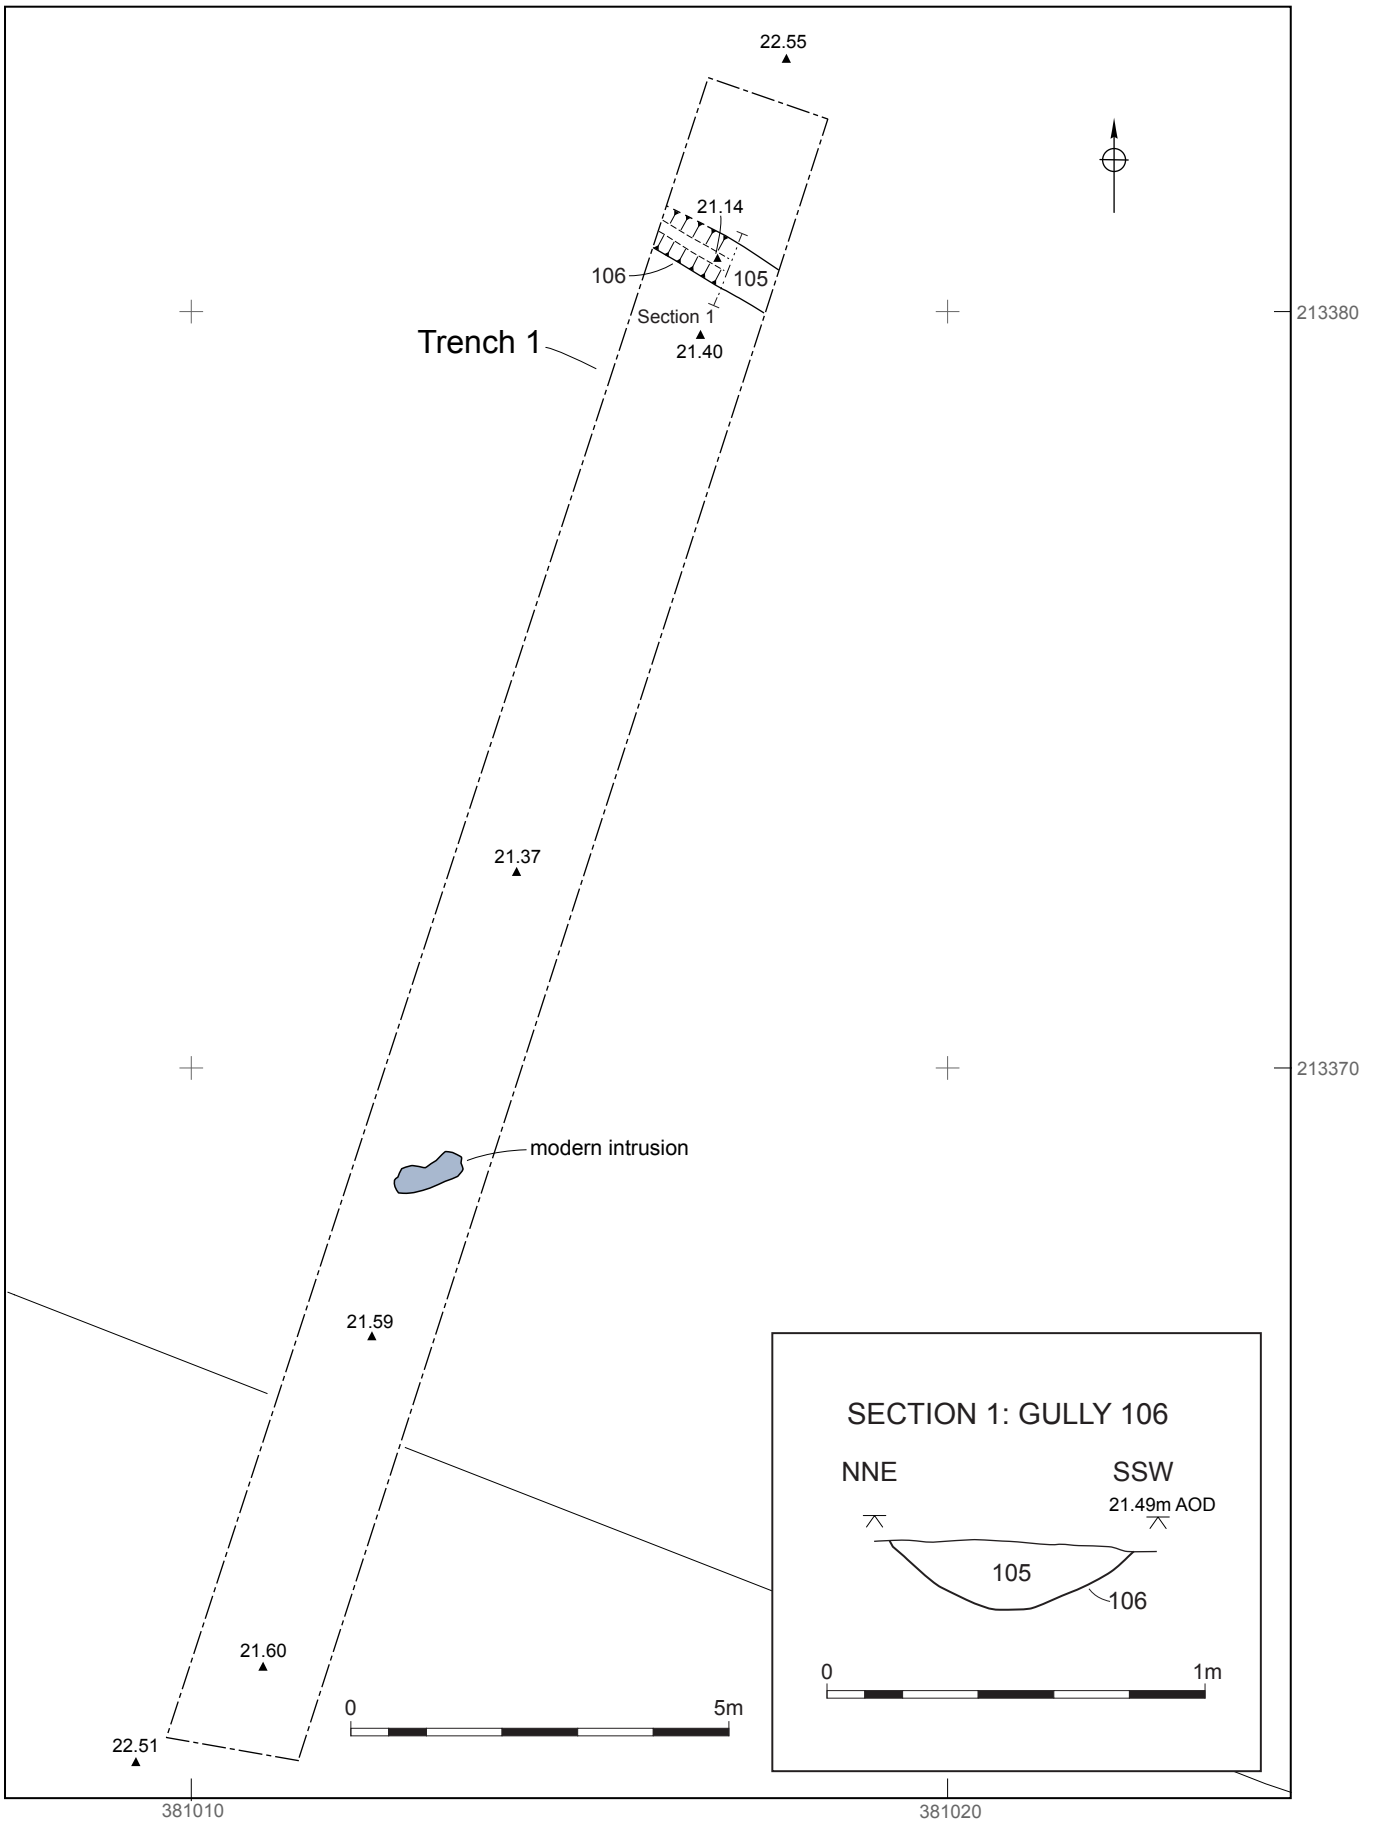 22.55
21.14
106
105
213380
Section 1
Trench 1
21.40
21.37
213370
modern intrusion
21.59
SECTION 1: GULLY 106
NNE
SSW
21.49m AOD
105
106
21.60
0
1m
0
5m
22.51
381010
381020